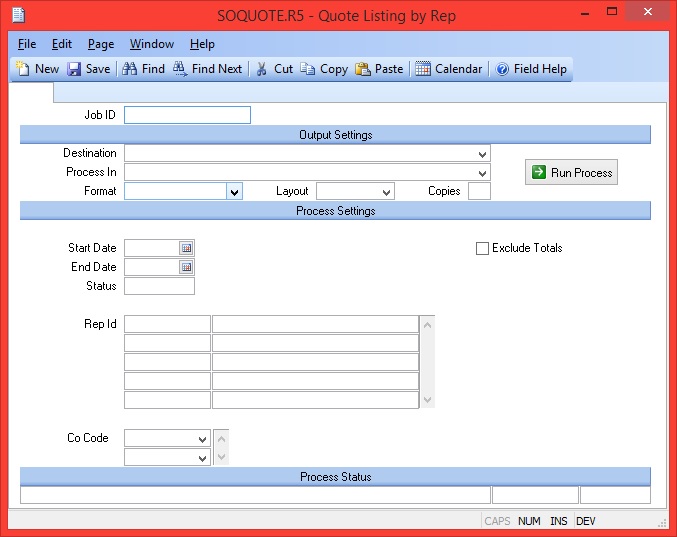 SOQUOTE.R5 - Quote Listing by Rep
File Edit Page Window Help
New Save Find Find Next Cut Copy Paste Calendar Field Help
Job ID
Output Settings
Destination
Process In
Run Process
Format Layout Copies
Process Settings
Start Date Exclude Totals
End Date
Status
Rep Id
Co Code
Process Status
CAPS NUM INS DEV